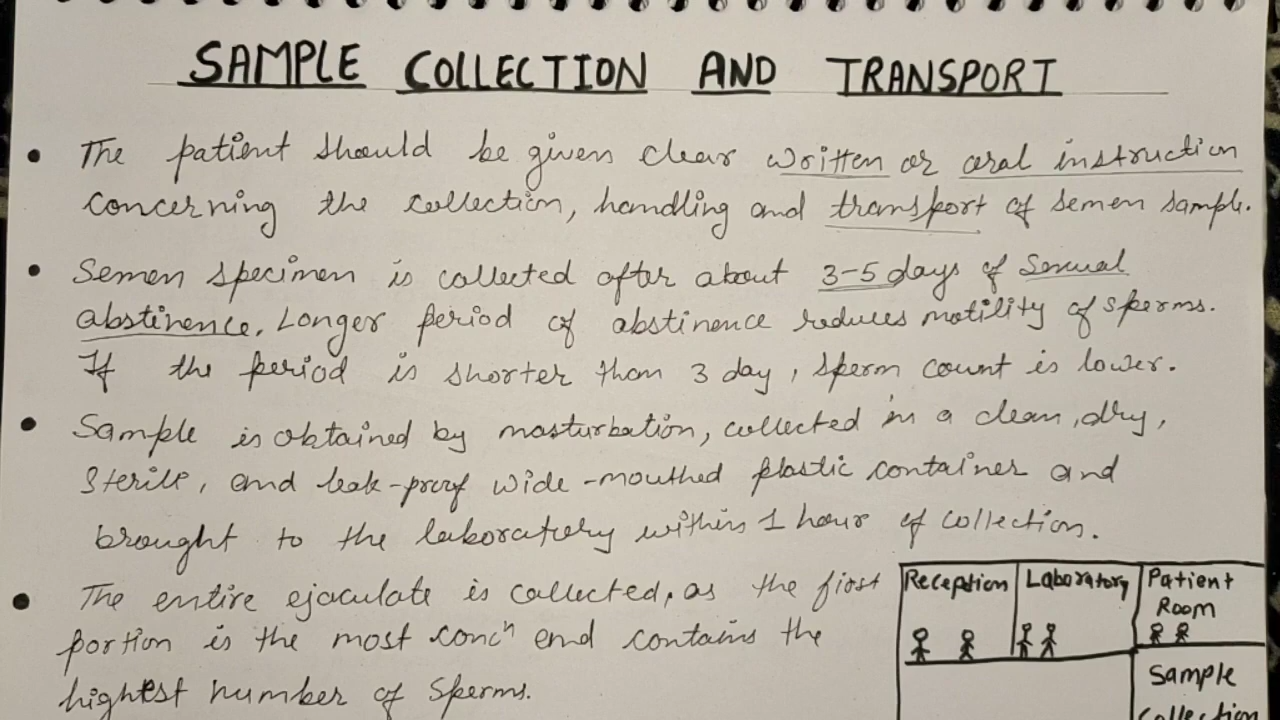 SAMPLE COLLECTION AND TRANSPORT
• The patient should be given clear written or oral instruction
concerning the collection, handling and transport of semen sample.
• Semen specimen is collected after about 3-5 days of Sexual
abstinence. Longer period of abstinence reduces motility of sperms.
If the period is shorter than 3 day, sperm count is lower.
• Sample is obtained by masturbation, collected in a clean, dry,
sterile, and leak-proof wide-mouthed plastic container and
brought to the laboratory within 1 hour of collection.
• The entire ejaculate is collected, as the first
portion is the most concⁿ and contains the
highest number of sperms.
Reception Laboratory Patient
Room
Sample
Collection